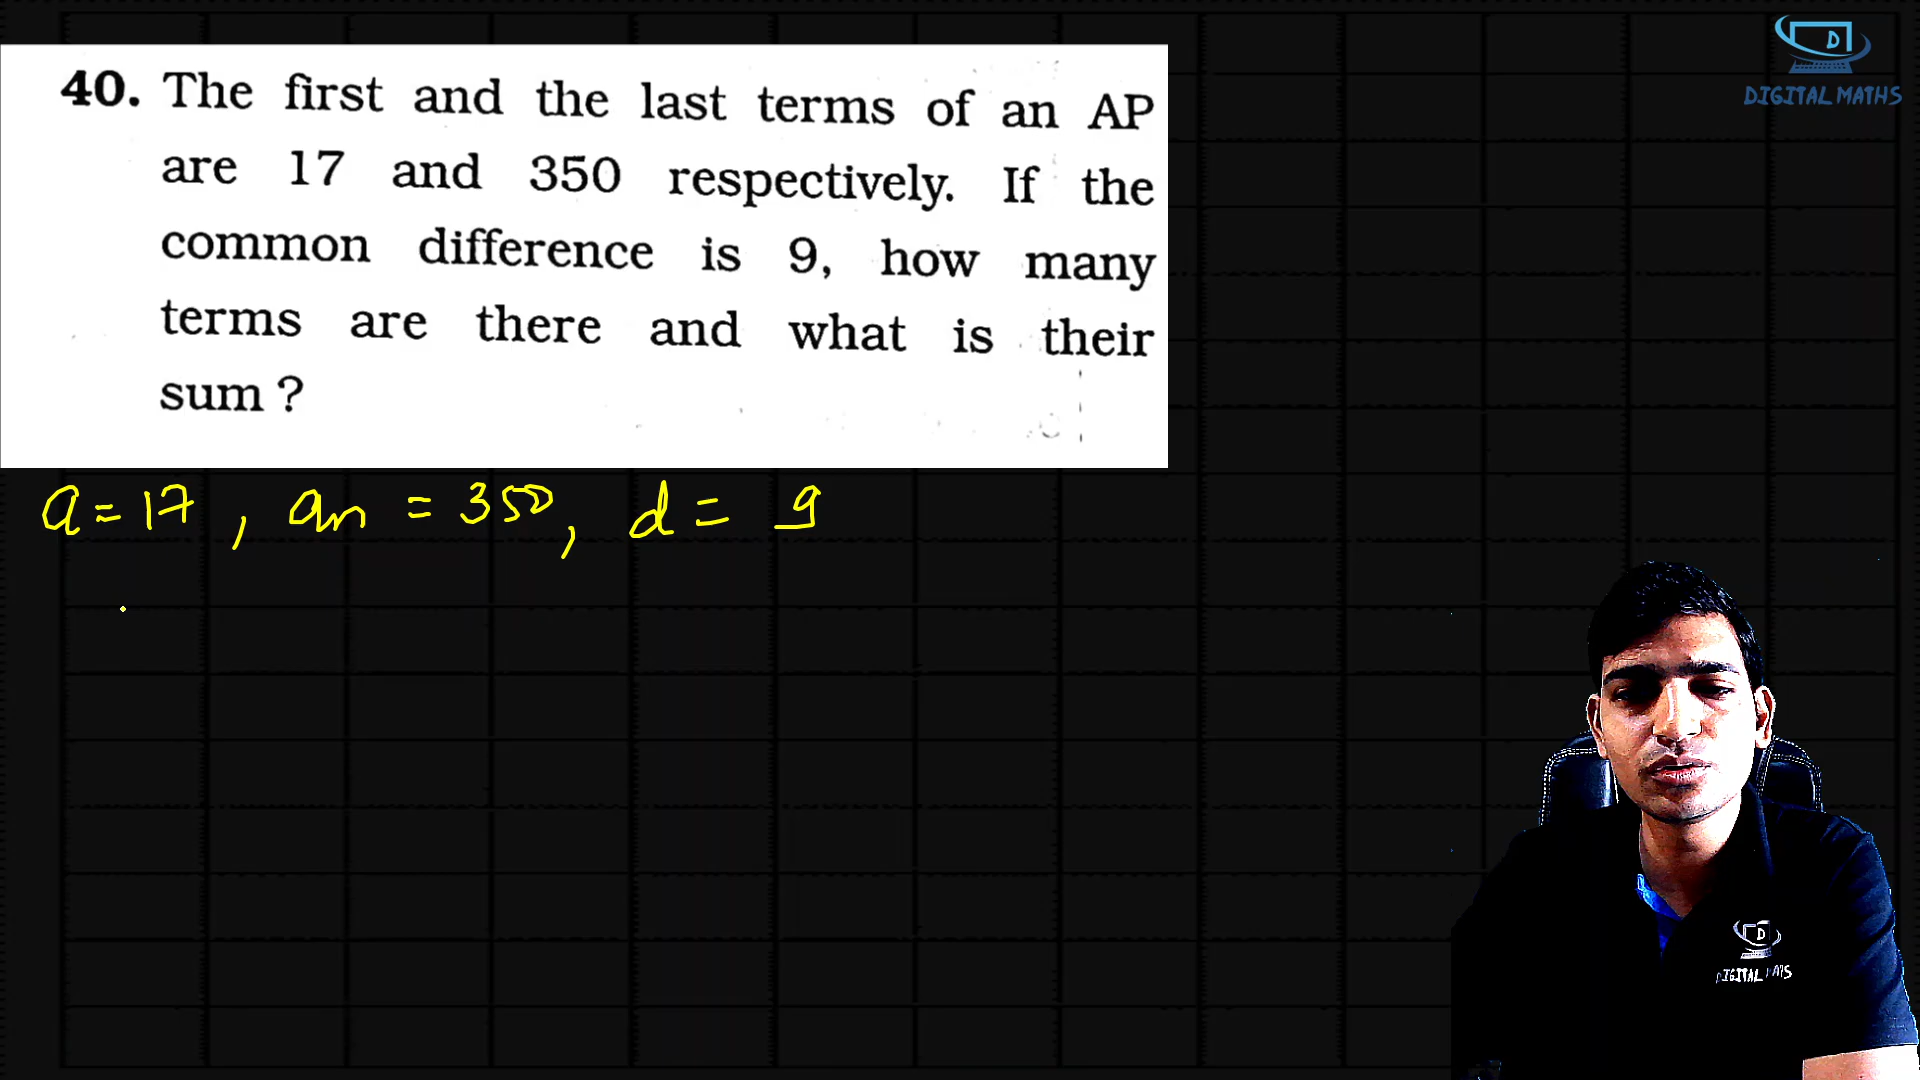 40. The first and the last terms of an AP
are 17 and 350 respectively. If the
common difference is 9, how many
terms are there and what is their
sum ?
a = 17 , an = 350, d = 9
D
DIGITAL MATHS
D